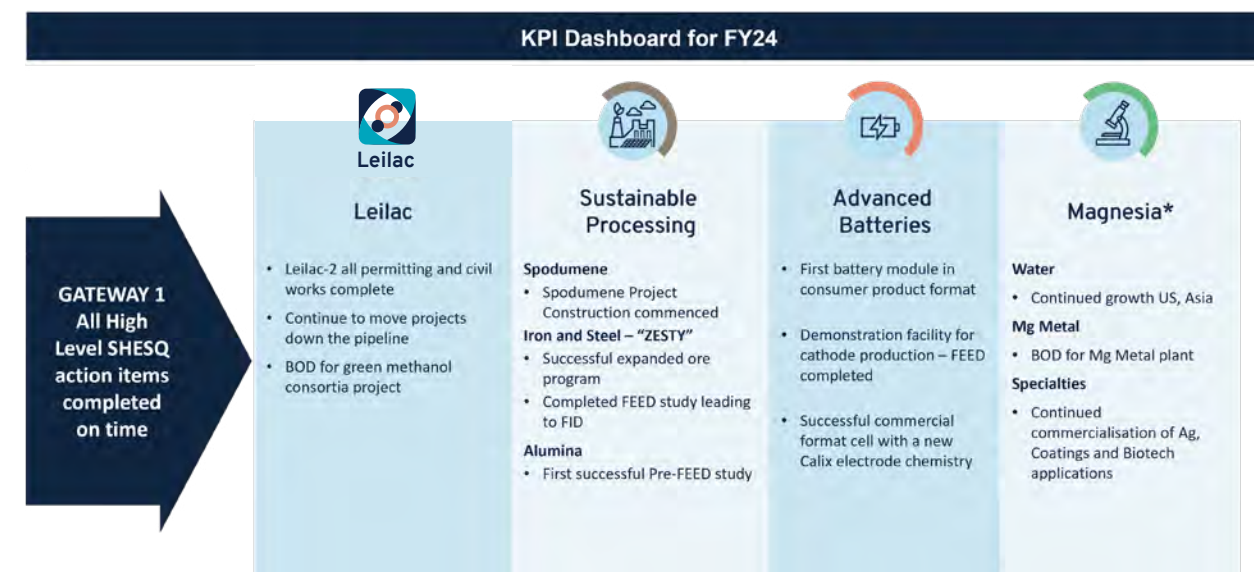 KPI Dashboard for FY24
GATEWAY 1
All High
Level SHESQ
action items
completed
on time
Leilac
Leilac
• Leilac-2 all permitting and civil
works complete
• Continue to move projects
down the pipeline
• BOD for green methanol
consortia project
Sustainable
Processing
Spodumene
• Spodumene Project
Construction commenced
Iron and Steel – “ZESTY”
• Successful expanded ore
program
• Completed FEED study leading
to FID
Alumina
• First successful Pre-FEED study
Advanced
Batteries
• First battery module in
consumer product format
• Demonstration facility for
cathode production – FEED
completed
• Successful commercial
format cell with a new
Calix electrode chemistry
Magnesia*
Water
• Continued growth US, Asia
Mg Metal
• BOD for Mg Metal plant
Specialties
• Continued
commercialisation of Ag,
Coatings and Biotech
applications